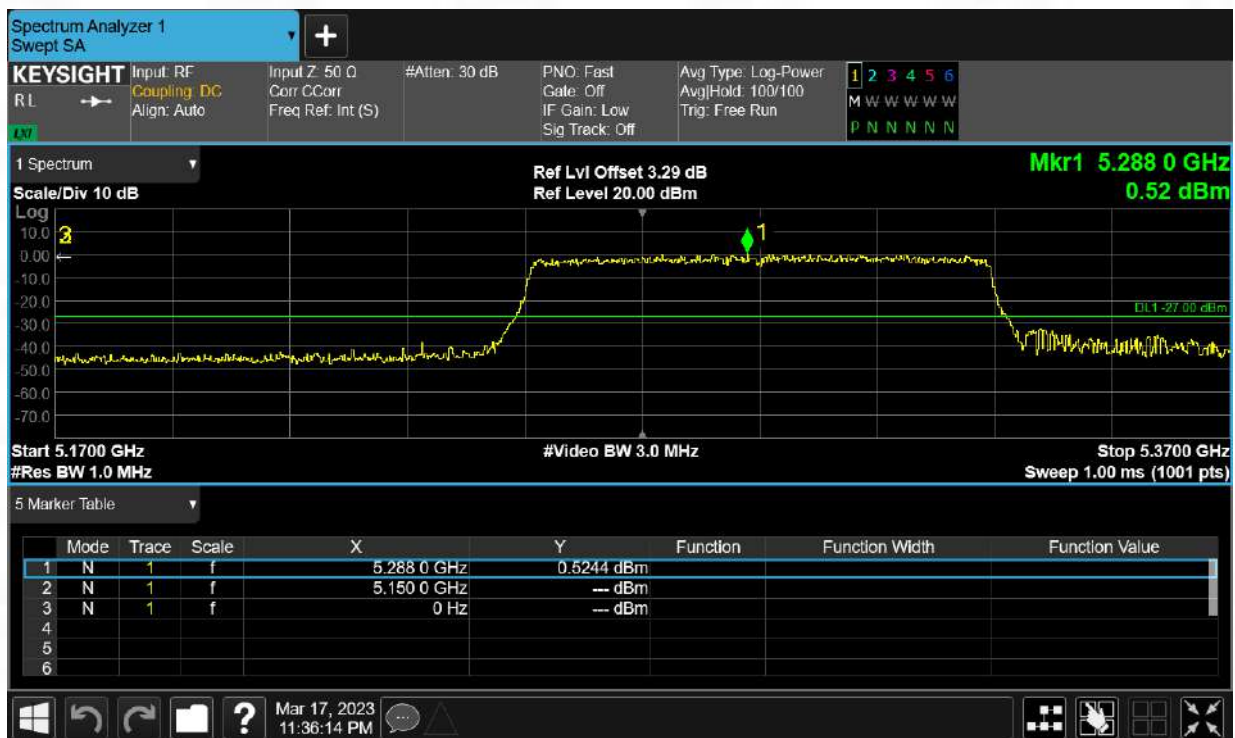 Spectrum Analyzer 1
Swept SA
KEYSIGHT Input: RF Input Z: 50 Ω #Atten: 30 dB PNO: Fast Avg Type: Log-Power 1 2 3 4 5 6
RL Coupling: DC Corr CCorr Gate: Off Avg|Hold: 100/100 M W W W W W
Align: Auto Freq Ref: Int (S) IF Gain: Low Trig: Free Run
LXI Sig Track: Off P N N N N N
1 Spectrum Ref Lvl Offset 3.29 dB Mkr1 5.288 0 GHz
Scale/Div 10 dB Ref Level 20.00 dBm 0.52 dBm
Log
10.0
0.00
-10.0
-20.0
-30.0
-40.0
-50.0
-60.0
-70.0
1
DL1 -27.00 dBm
Start 5.1700 GHz #Video BW 3.0 MHz Stop 5.3700 GHz
#Res BW 1.0 MHz Sweep 1.00 ms (1001 pts)
5 Marker Table
Mode Trace Scale X Y Function Function Width Function Value
1 N 1 f 5.288 0 GHz 0.5244 dBm
2 N 1 f 5.150 0 GHz --- dBm
3 N 1 f 0 Hz --- dBm
4
5
6
? Mar 17, 2023
11:36:14 PM